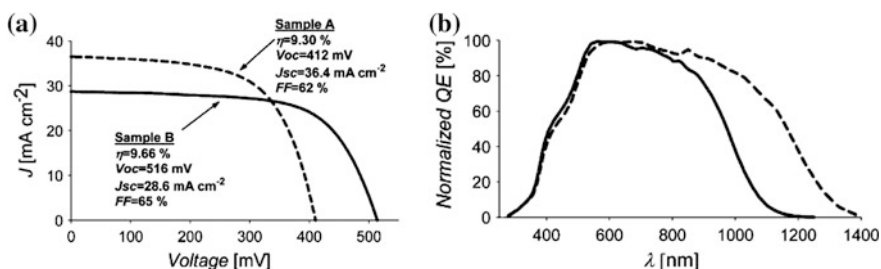 (a)
Sample A
η=9.30 %
Voc=412 mV
Jsc=36.4 mA cm-2
FF=62 %
Sample B
η=9.66 %
Voc=516 mV
Jsc=28.6 mA cm-2
FF=65 %
J [mA cm-2]
40
30
20
10
0
0 100 200 300 400 500
Voltage [mV]
(b)
Normalized QE [%]
100
80
60
40
20
0
400 600 800 1000 1200 1400
λ [nm]